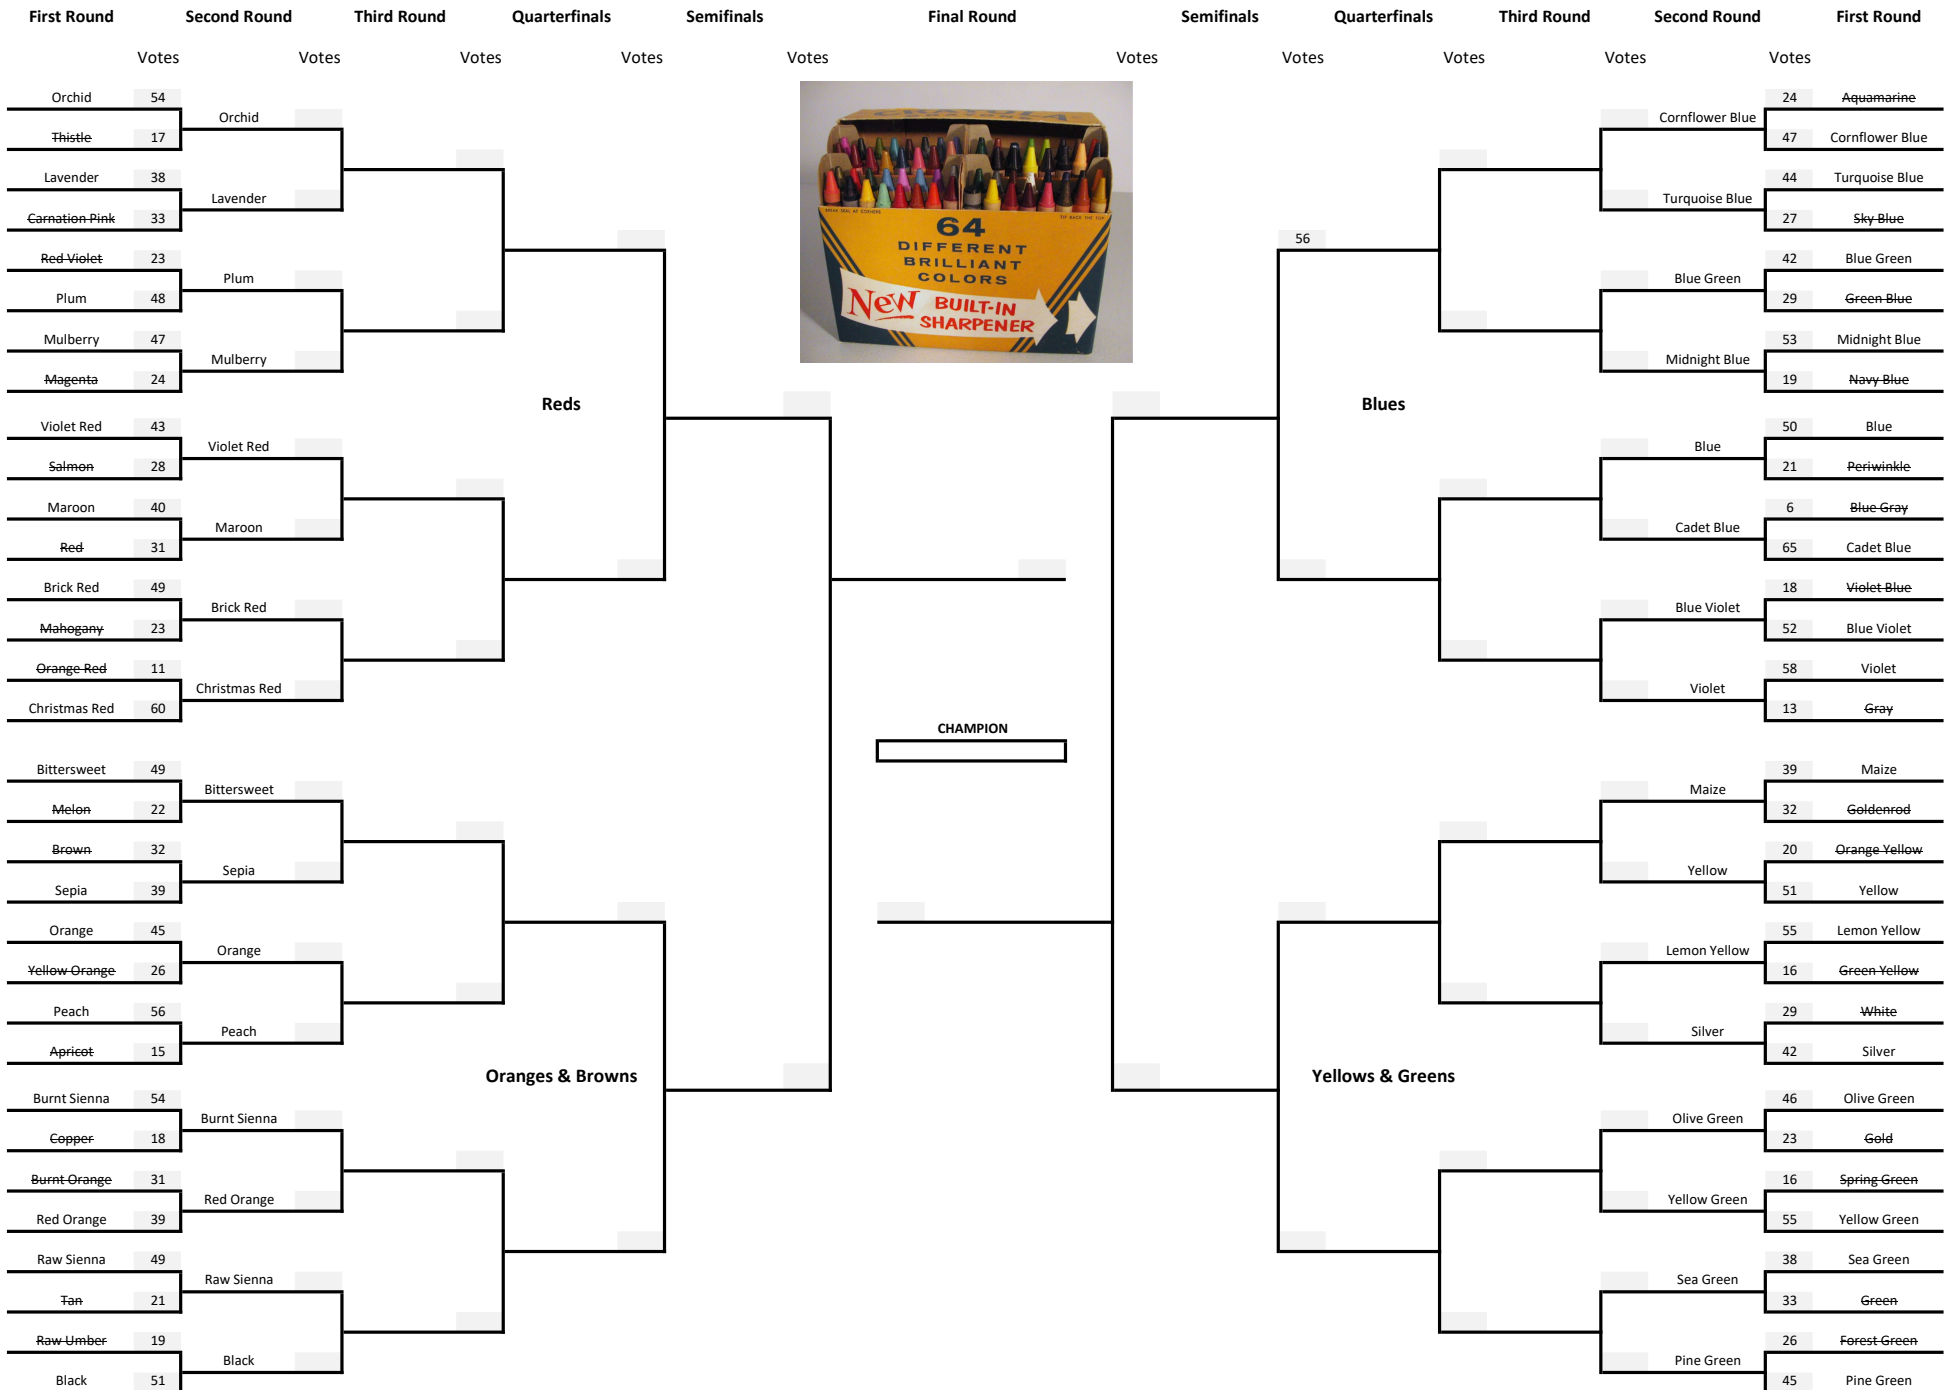 First Round Second Round Third Round Quarterfinals Semifinals Final Round Semifinals Quarterfinals Third Round Second Round First Round
Votes Votes Votes Votes Votes Votes Votes Votes Votes Votes
Orchid 54
Orchid
Thistle 17
Lavender 38
Lavender
Carnation Pink 33
Red Violet 23
Plum
Plum 48
Mulberry 47
Mulberry
Magenta 24
Reds
Violet Red 43
Violet Red
Salmon 28
Maroon 40
Maroon
Red 31
Brick Red 49
Brick Red
Mahogany 23
Orange Red 11
Christmas Red
Christmas Red 60
Bittersweet 49
Bittersweet
Melon 22
Brown 32
Sepia
Sepia 39
Orange 45
Orange
Yellow Orange 26
Peach 56
Peach
Apricot 15
Oranges & Browns
Burnt Sienna 54
Burnt Sienna
Copper 18
Burnt Orange 31
Red Orange
Red Orange 39
Raw Sienna 49
Raw Sienna
Tan 21
Raw Umber 19
Black
Black 51
64
DIFFERENT
BRILLIANT
COLORS
New BUILT-IN
SHARPENER
CHAMPION
24 Aquamarine
Cornflower Blue
47 Cornflower Blue
44 Turquoise Blue
Turquoise Blue
27 Sky Blue
56
42 Blue Green
Blue Green
29 Green Blue
53 Midnight Blue
Midnight Blue
19 Navy Blue
Blues
50 Blue
Blue
21 Periwinkle
6 Blue Gray
Cadet Blue
65 Cadet Blue
18 Violet Blue
Blue Violet
52 Blue Violet
58 Violet
Violet
13 Gray
39 Maize
Maize
32 Goldenrod
20 Orange Yellow
Yellow
51 Yellow
55 Lemon Yellow
Lemon Yellow
16 Green Yellow
29 White
Silver
42 Silver
Yellows & Greens
46 Olive Green
Olive Green
23 Gold
16 Spring Green
Yellow Green
55 Yellow Green
38 Sea Green
Sea Green
33 Green
26 Forest Green
Pine Green
45 Pine Green